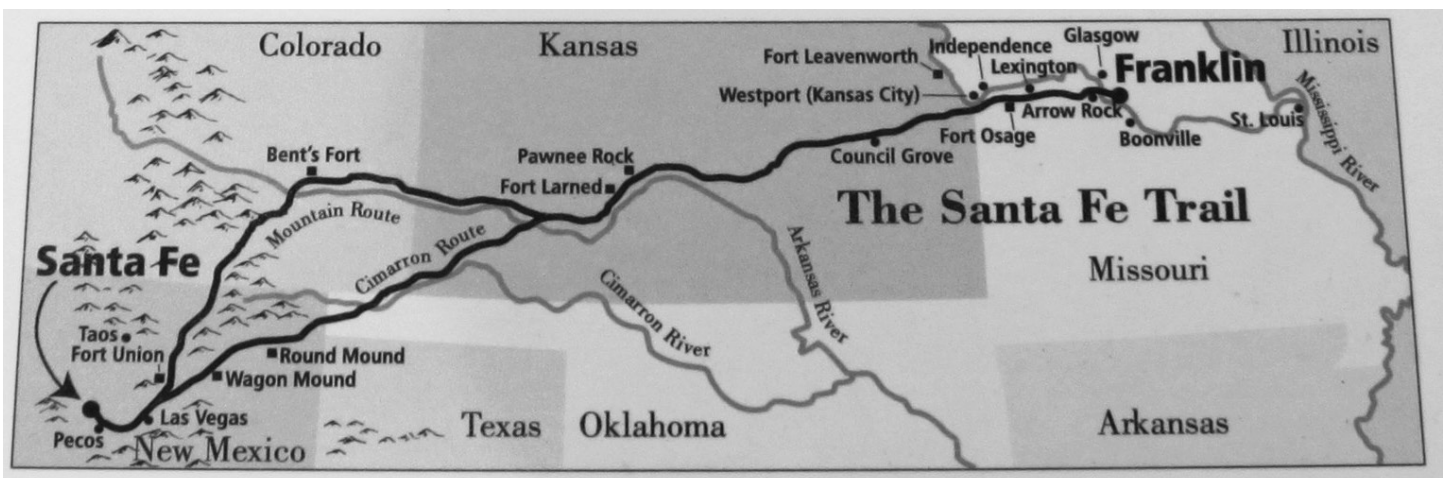 Colorado
Kansas
Illinois
Glasgow
Independence
Fort Leavenworth
Lexington
Franklin
Westport (Kansas City)
Arrow Rock
St. Louis
Mississippi River
Fort Osage
Boonville
Council Grove
Bent's Fort
Pawnee Rock
Fort Larned
The Santa Fe Trail
Mountain Route
Cimarron Route
Santa Fe
Arkansas River
Missouri
Cimarron River
Taos
Fort Union
Round Mound
Wagon Mound
Las Vegas
Pecos
New Mexico
Texas
Oklahoma
Arkansas